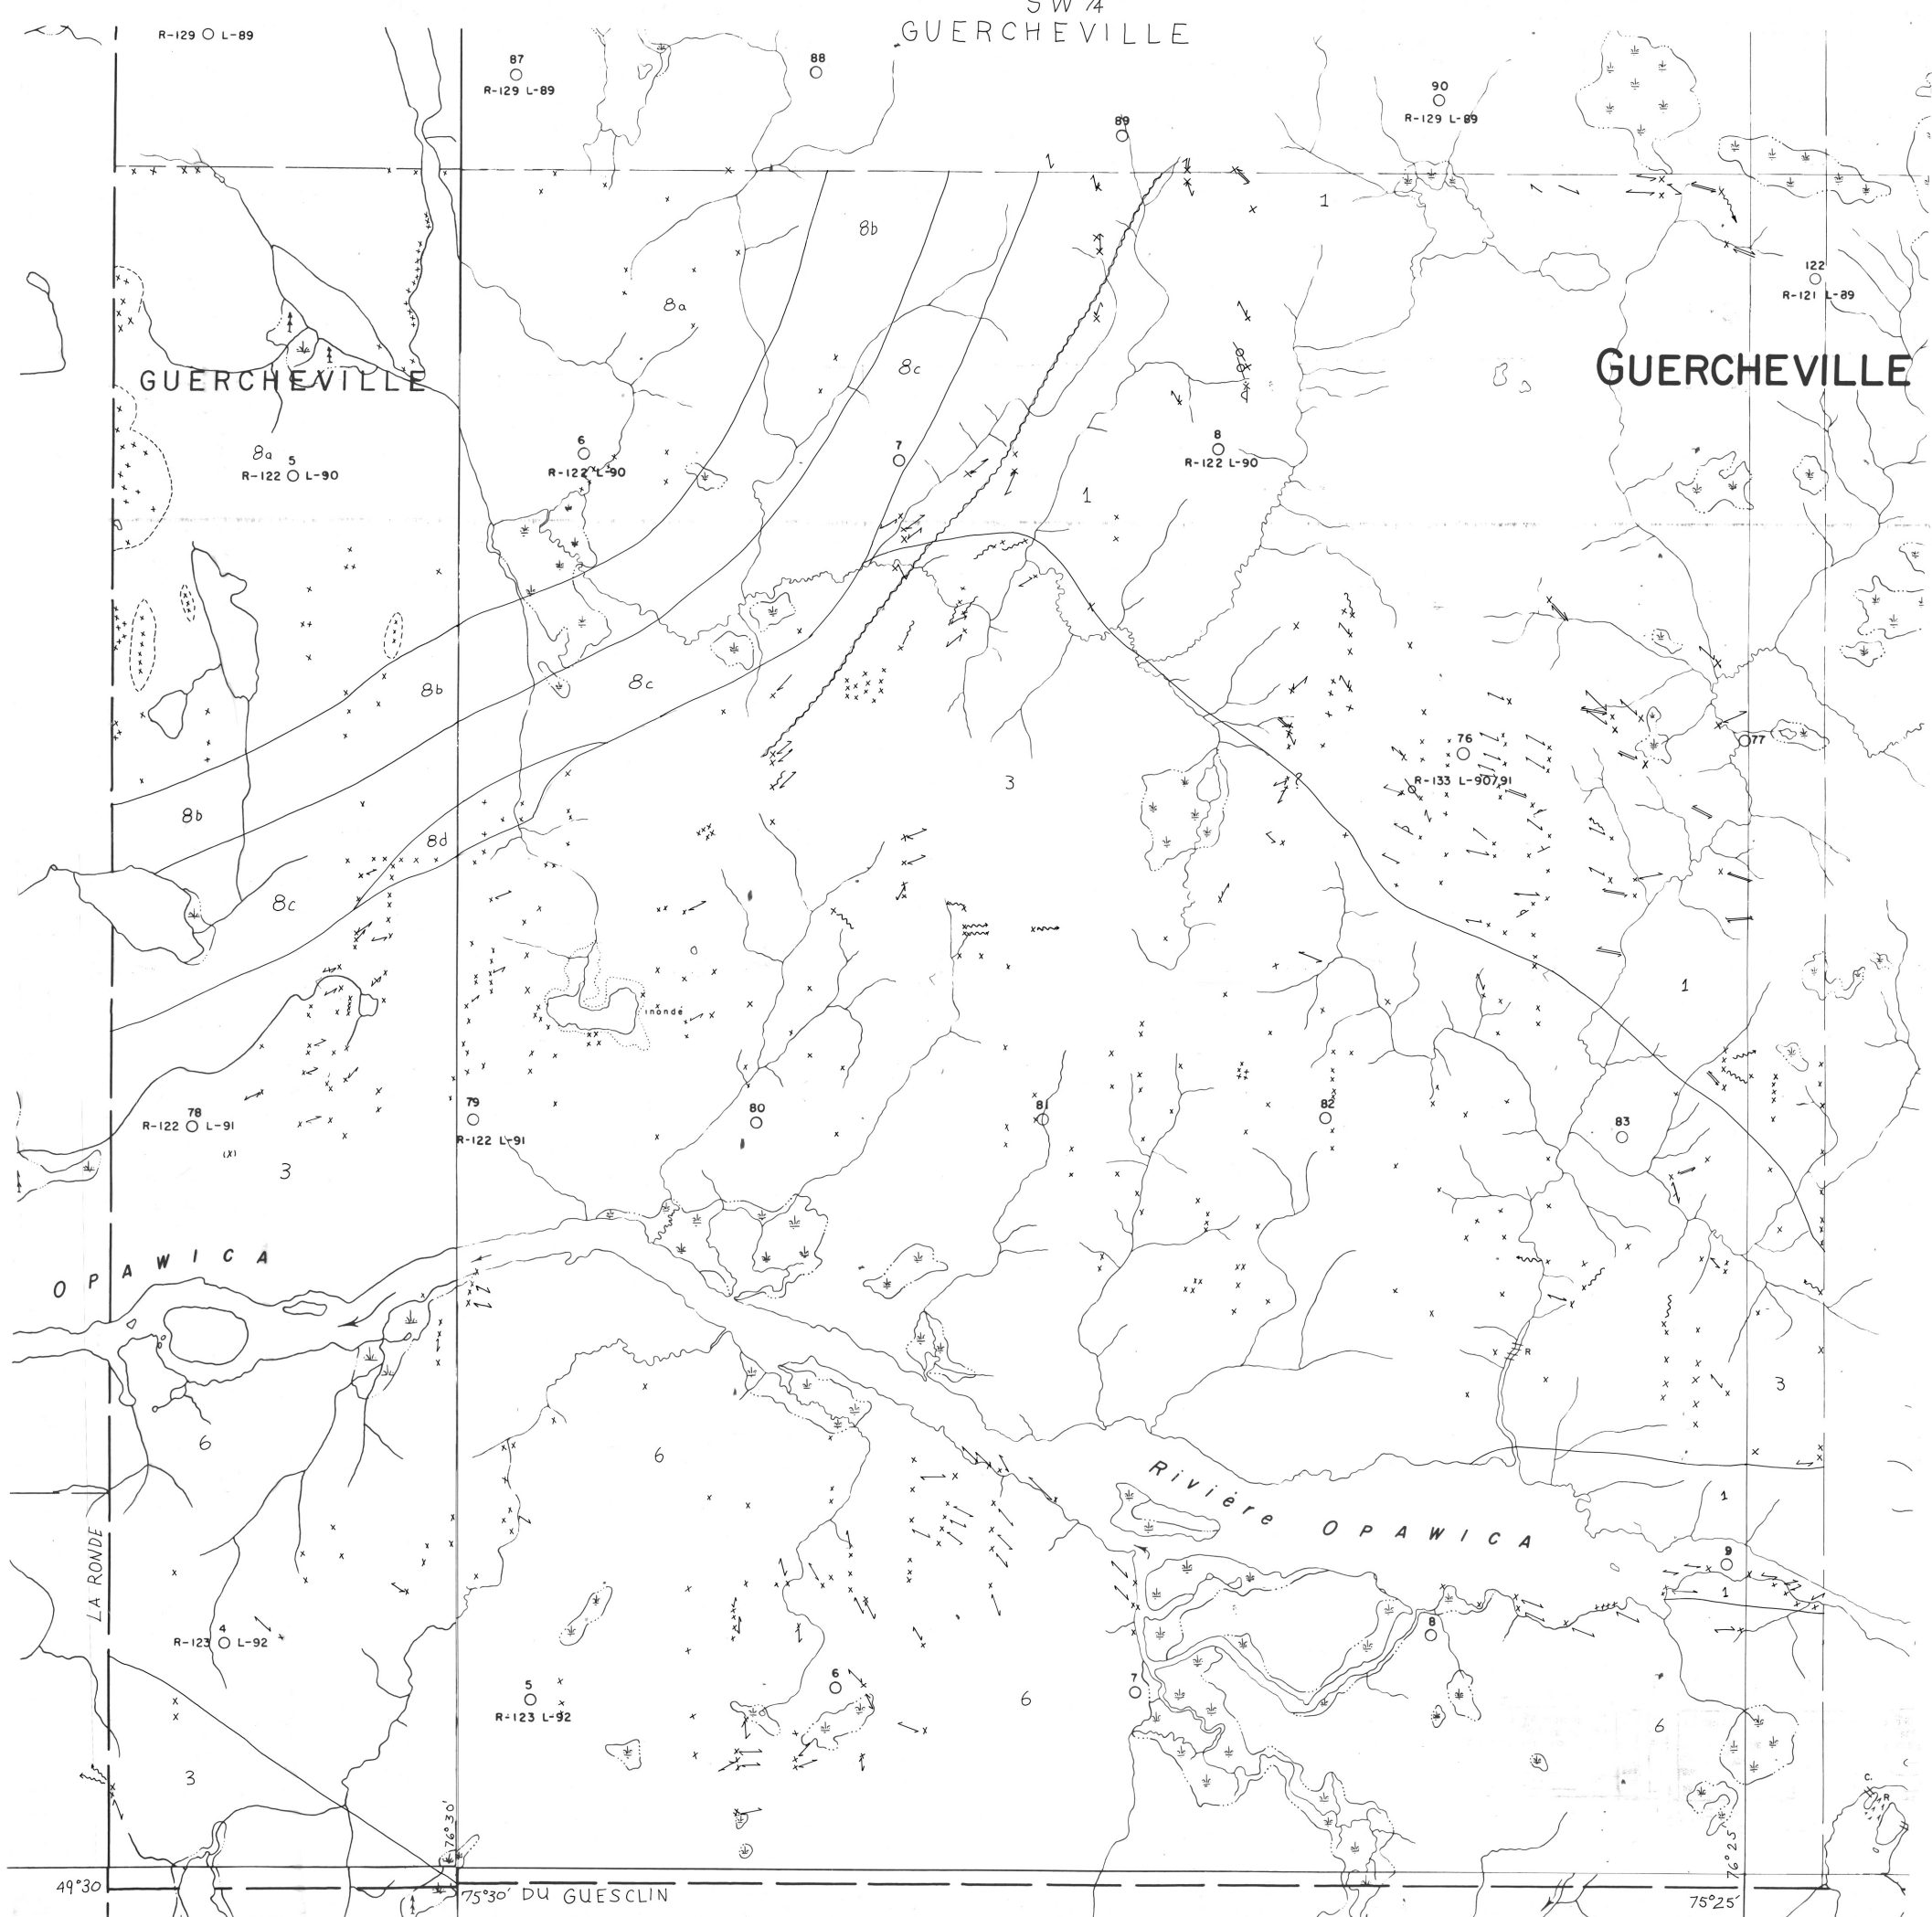 SW 1/4
GUERCHEVILLE
R-129 L-89
87
R-129 L-89
88
89
90
R-129 L-89
1
8b
122
R-121 L-89
8a
8c
GUERCHEVILLE
GUERCHEVILLE
8a
5
R-122 L-90
6
R-122 L-90
7
8
R-122 L-90
1
8b
8c
76
R-133 L-90/91
77
3
8b
8d
8c
1
inondé
78
R-122 L-91
79
R-122 L-91
80
81
82
83
(x)
3
OPAWICA
R
3
6
6
Rivière OPAWICA
1
9
1
LA RONDE
4
R-123 L-92
8
5
R-123 L-92
6
7
6
6
3
C.
R
76°30'
76°25'
49°30
75°30' DU GUESCLIN
75°25'